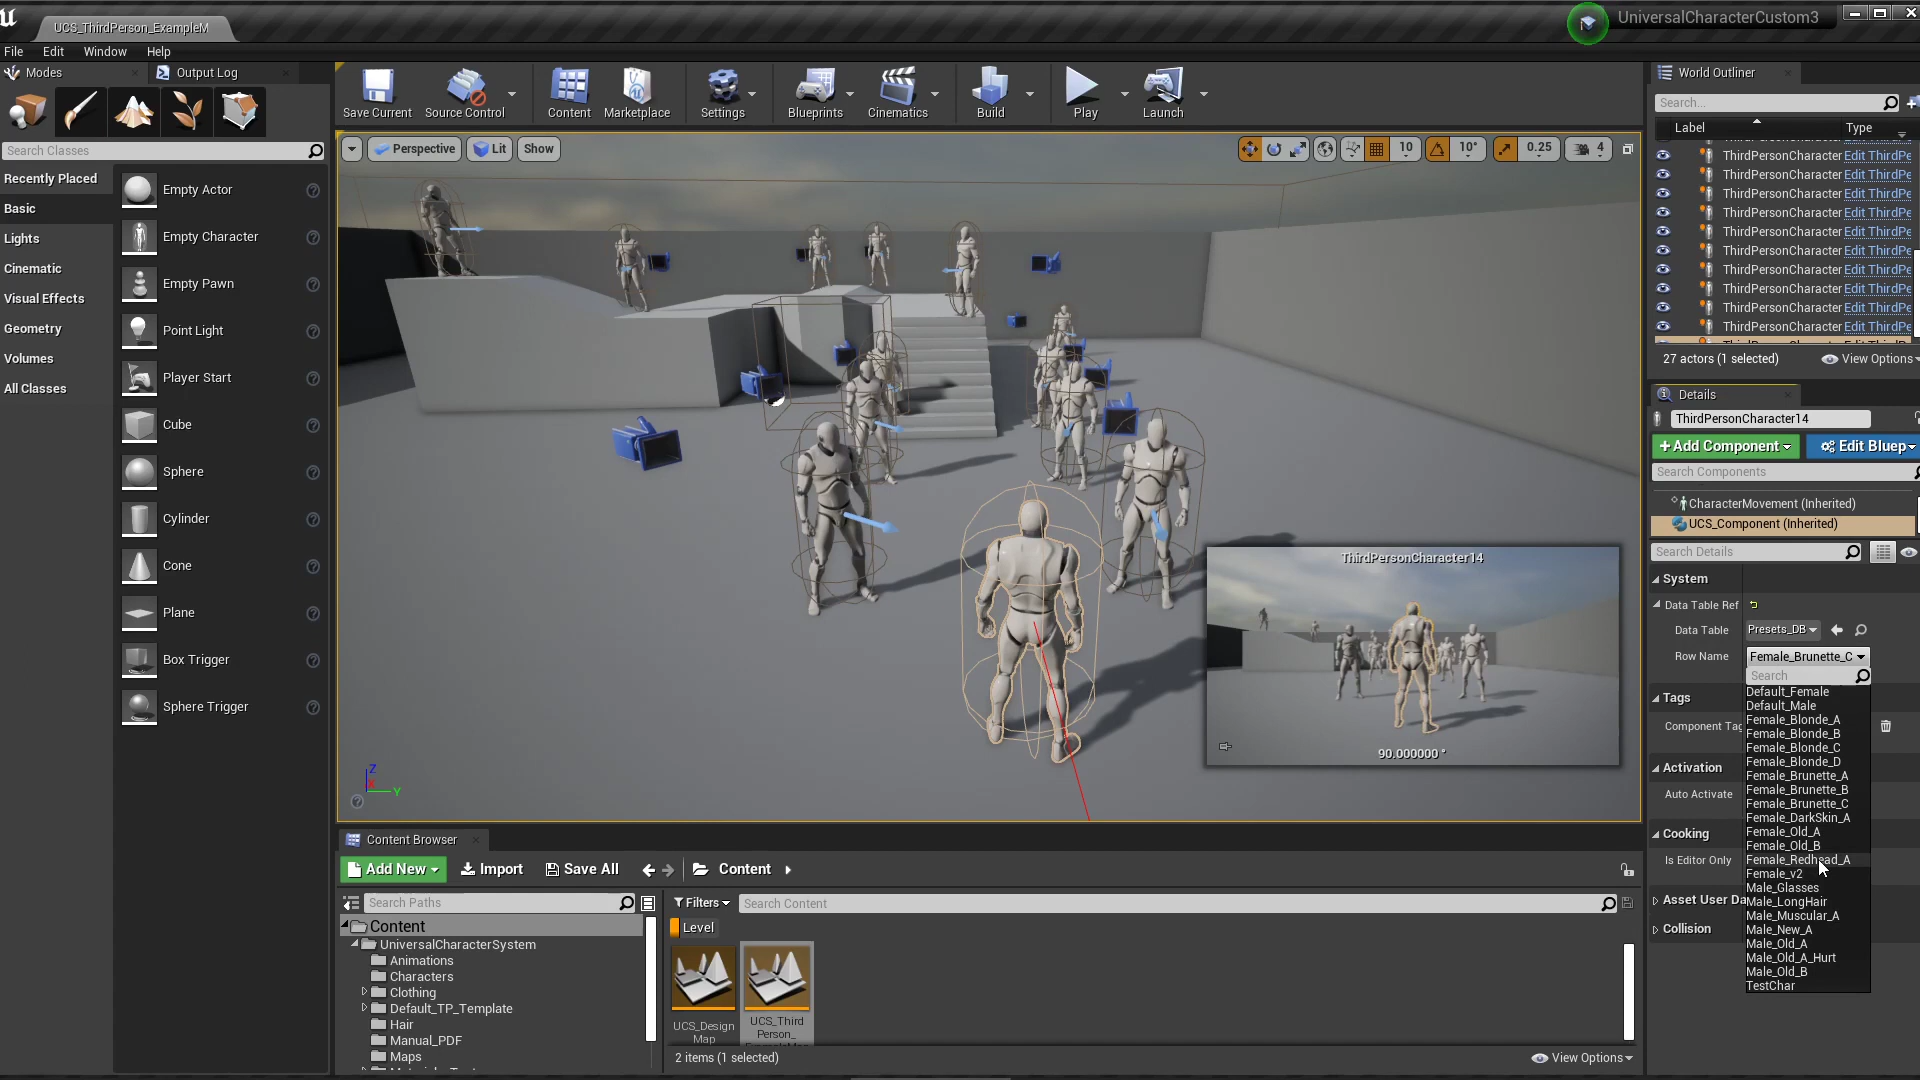 UCS_ThirdPerson_ExampleM
UniversalCharacterCustom3
File Edit Window Help
Modes
Output Log
Search Classes
Recently Placed
Basic
Lights
Cinematic
Visual Effects
Geometry
Volumes
All Classes
Empty Actor
Empty Character
Empty Pawn
Point Light
Player Start
Cube
Sphere
Cylinder
Cone
Plane
Box Trigger
Sphere Trigger
Save Current
Source Control
Content
Marketplace
Settings
Blueprints
Cinematics
Build
Play
Launch
Perspective
Lit
Show
10
10°
0.25
4
ThirdPersonCharacter14
90.000000 °
Z
X
Y
World Outliner
Search...
Label
Type
ThirdPersonCharacter Edit ThirdPe
ThirdPersonCharacter Edit ThirdPe
ThirdPersonCharacter Edit ThirdPe
ThirdPersonCharacter Edit ThirdPe
ThirdPersonCharacter Edit ThirdPe
ThirdPersonCharacter Edit ThirdPe
ThirdPersonCharacter Edit ThirdPe
ThirdPersonCharacter Edit ThirdPe
ThirdPersonCharacter Edit ThirdPe
ThirdPersonCharacter Edit ThirdPe
27 actors (1 selected)
View Options
Details
ThirdPersonCharacter14
+ Add Component
Edit Bluep
Search Components
CharacterMovement (Inherited)
UCS_Component (Inherited)
Search Details
System
Data Table Ref
Data Table
Presets_DB
Row Name
Female_Brunette_C
Search
Default_Female
Default_Male
Female_Blonde_A
Female_Blonde_B
Female_Blonde_C
Female_Blonde_D
Female_Brunette_A
Female_Brunette_B
Female_Brunette_C
Female_DarkSkin_A
Female_Old_A
Female_Old_B
Female_Redhead_A
Female_v2
Male_Glasses
Male_LongHair
Male_Muscular_A
Male_New_A
Male_Old_A
Male_Old_A_Hurt
Male_Old_B
TestChar
Tags
Component Tag
Activation
Auto Activate
Cooking
Is Editor Only
Asset User Da
Collision
Content Browser
Add New
Import
Save All
Content
Search Paths
Content
UniversalCharacterSystem
Animations
Characters
Clothing
Default_TP_Template
Hair
Manual_PDF
Maps
Filters
Search Content
Level
UCS_Design
Map
UCS_Third
Person_
2 items (1 selected)
View Options